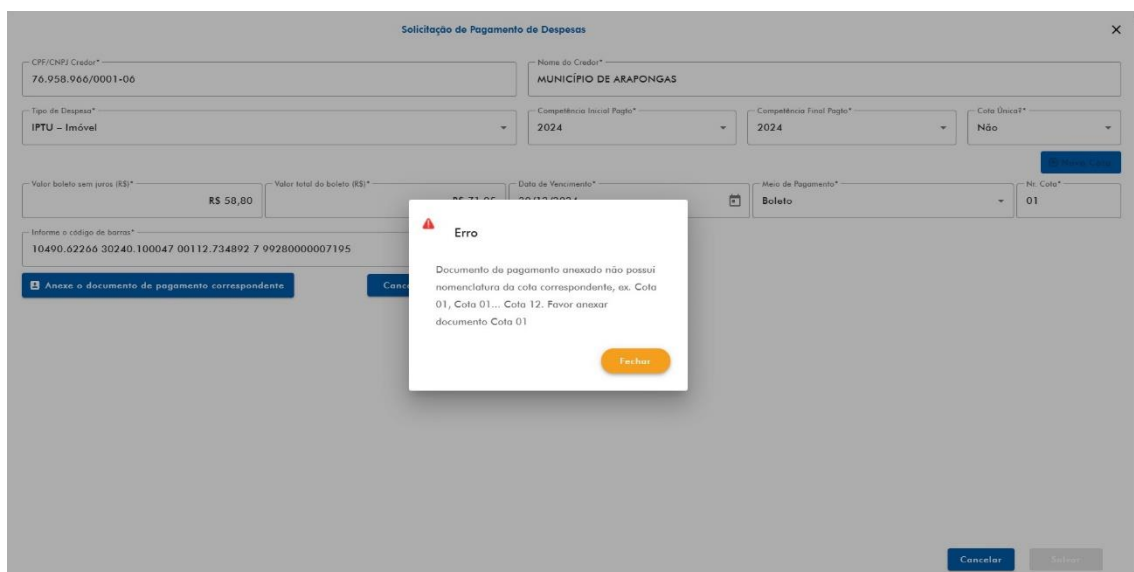 Solicitação de Pagamento de Despesas
CPF/CNPJ Credor*
Nome do Credor*
76.958.966/0001-06
MUNICÍPIO DE ARAPONGAS
Tipo de Despesa*
Competência Inicial Pagto*
Competência Final Pagto*
Cota Única?*
IPTU – Imóvel
2024
2024
Não
Nova Cota
Valor boleto sem juros (R$)*
Valor total do boleto (R$)*
Data de Vencimento*
Meio de Pagamento*
Nr. Cota*
R$ 58,80
R$ 71,95
Boleto
01
Informe o código de barras*
10490.62266 30240.100047 00112.734892 7 99280000007195
Anexe o documento de pagamento correspondente
Erro
Documento de pagamento anexado não possui
nomenclatura da cota correspondente, ex. Cota
01, Cota 01... Cota 12. Favor anexar
documento Cota 01
Fechar
Cancelar
Salvar